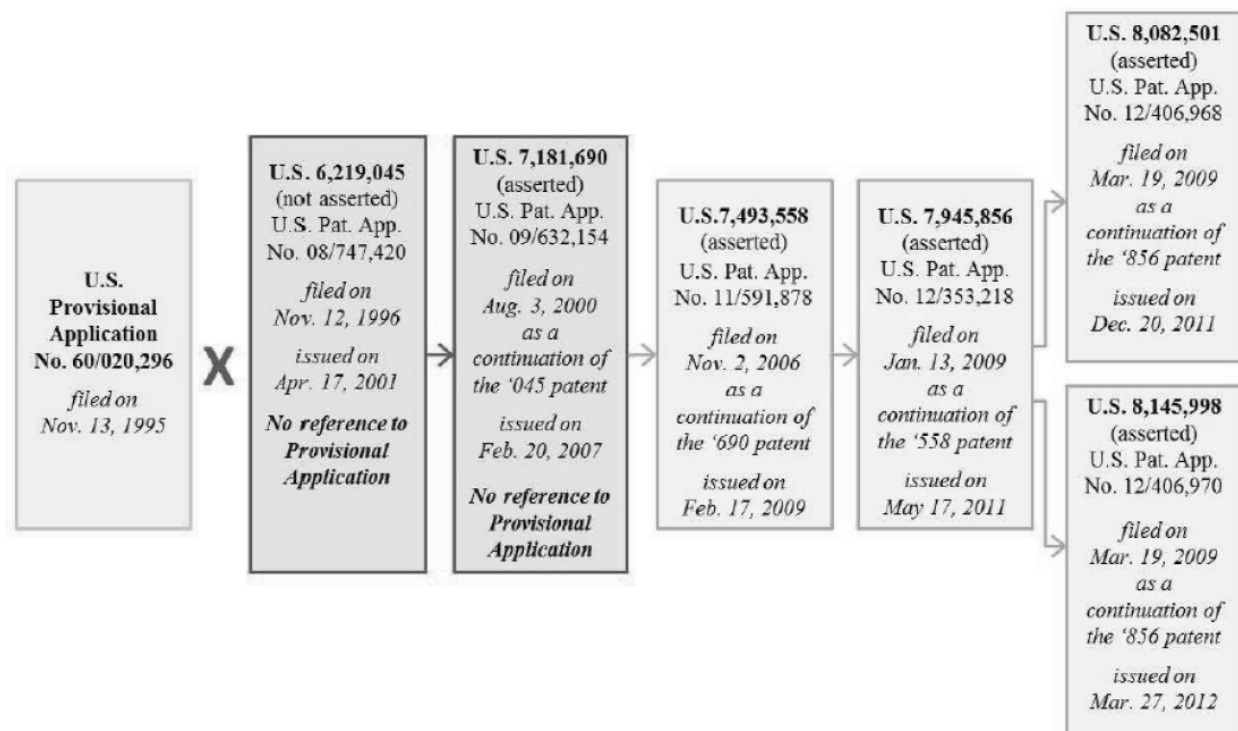 U.S.
Provisional
Application
No. 60/020,296
filed on
Nov. 13, 1995
X
U.S. 6,219,045
(not asserted)
U.S. Pat. App.
No. 08/747,420
filed on
Nov. 12, 1996
issued on
Apr. 17, 2001
No reference to
Provisional
Application
U.S. 7,181,690
(asserted)
U.S. Pat. App.
No. 09/632,154
filed on
Aug. 3, 2000
as a
continuation of
the ‘045 patent
issued on
Feb. 20, 2007
No reference to
Provisional
Application
U.S.7,493,558
(asserted)
U.S. Pat. App.
No. 11/591,878
filed on
Nov. 2, 2006
as a
continuation of
the ‘690 patent
issued on
Feb. 17, 2009
U.S. 7,945,856
(asserted)
U.S. Pat. App.
No. 12/353,218
filed on
Jan. 13, 2009
as a
continuation of
the ‘558 patent
issued on
May 17, 2011
U.S. 8,082,501
(asserted)
U.S. Pat. App.
No. 12/406,968
filed on
Mar. 19, 2009
as a
continuation of
the ‘856 patent
issued on
Dec. 20, 2011
U.S. 8,145,998
(asserted)
U.S. Pat. App.
No. 12/406,970
filed on
Mar. 19, 2009
as a
continuation of
the ‘856 patent
issued on
Mar. 27, 2012